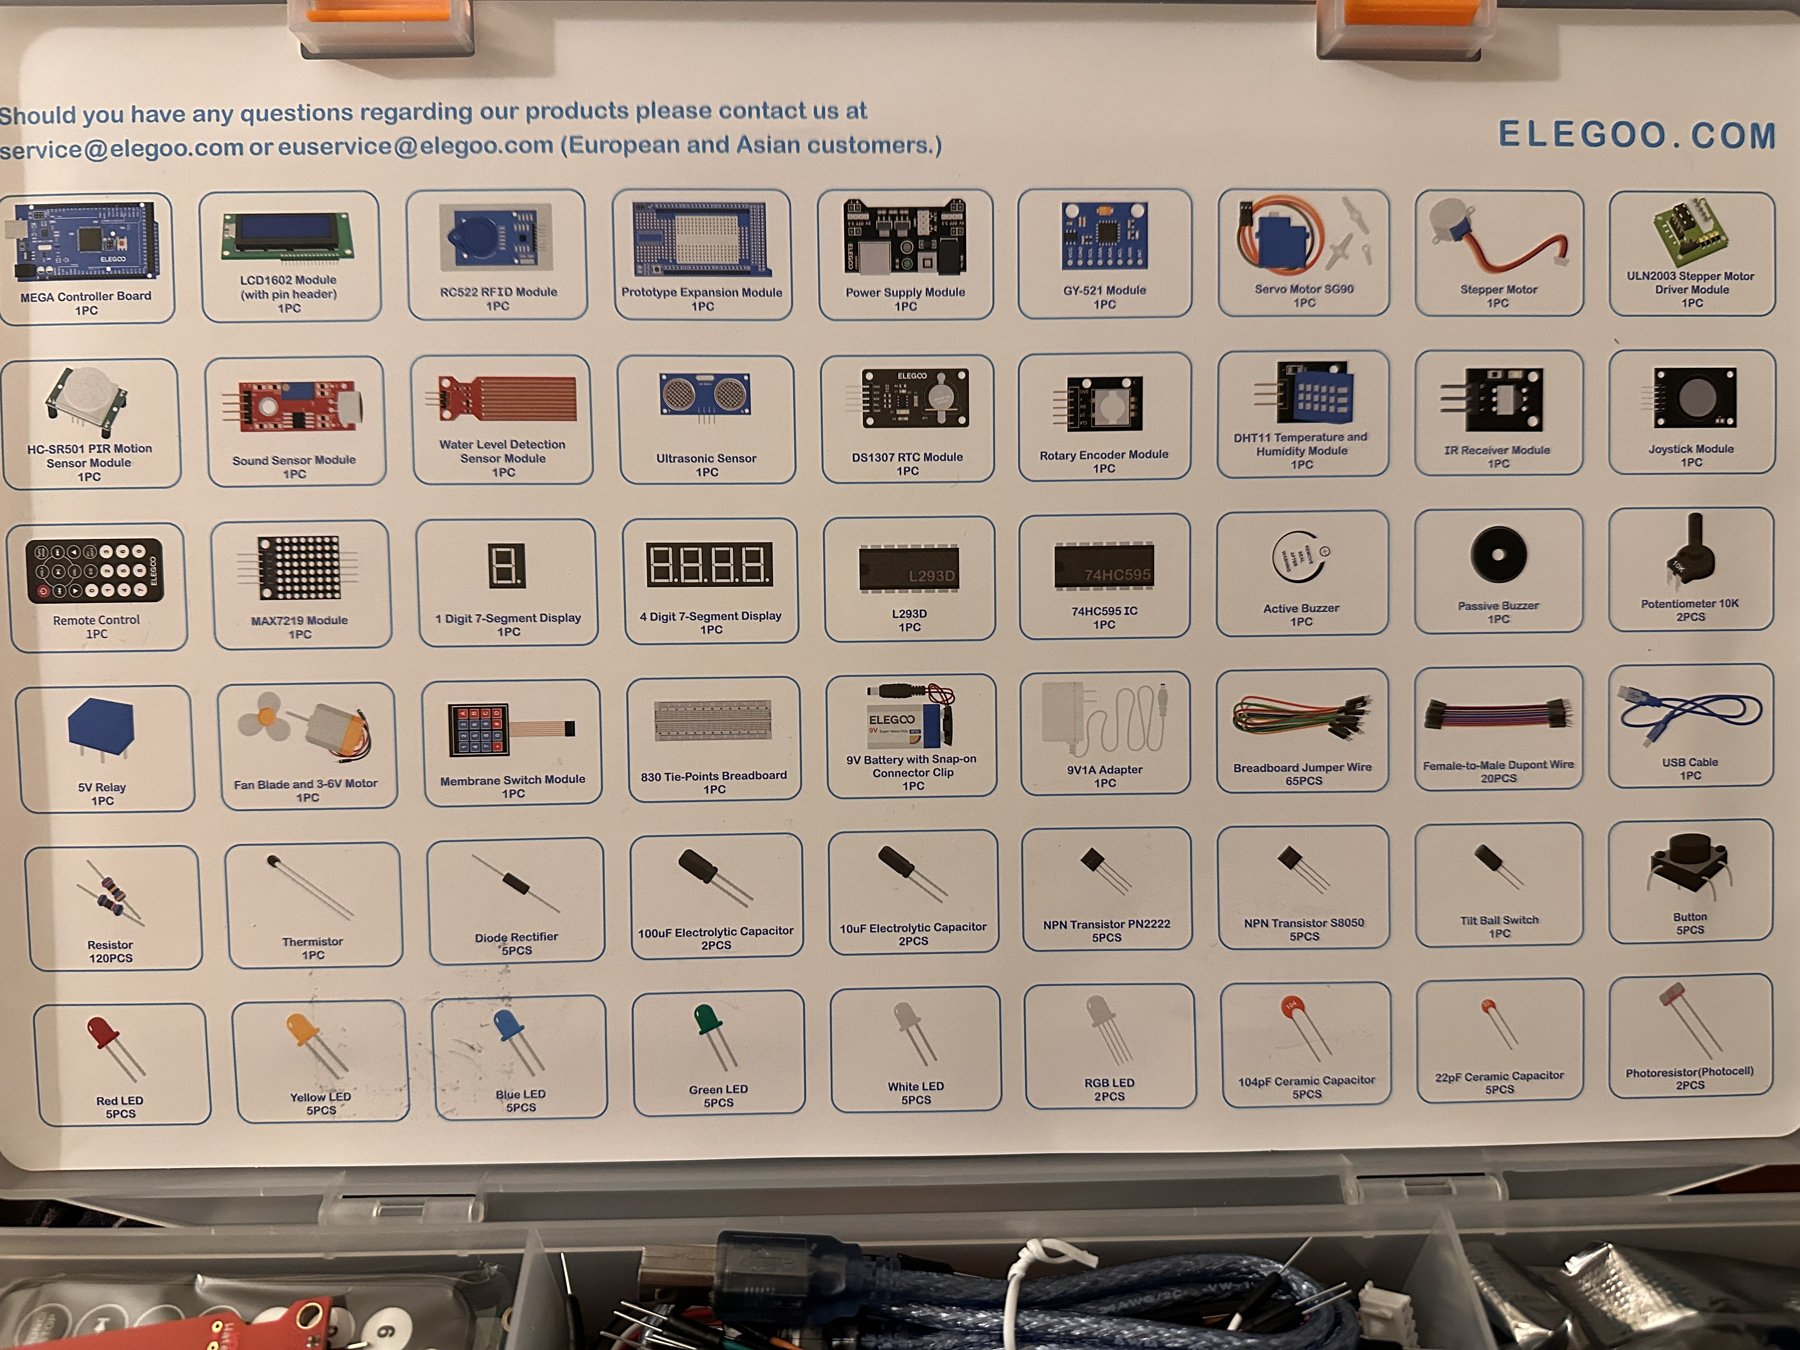 Should you have any questions regarding our products please contact us at
service@elegoo.com or euservice@elegoo.com (European and Asian customers.)
ELEGOO.COM
MEGA Controller Board
1PC
LCD1602 Module
(with pin header)
1PC
RC522 RFID Module
1PC
Prototype Expansion Module
1PC
Power Supply Module
1PC
GY-521 Module
1PC
Servo Motor SG90
1PC
Stepper Motor
1PC
ULN2003 Stepper Motor
Driver Module
1PC
HC-SR501 PIR Motion
Sensor Module
1PC
Sound Sensor Module
1PC
Water Level Detection
Sensor Module
1PC
Ultrasonic Sensor
1PC
ELEGOO
DS1307 RTC Module
1PC
Rotary Encoder Module
1PC
DHT11 Temperature and
Humidity Module
1PC
IR Receiver Module
1PC
Joystick Module
1PC
ELEGOO
Remote Control
1PC
MAX7219 Module
1PC
1 Digit 7-Segment Display
1PC
4 Digit 7-Segment Display
1PC
L293D
L293D
1PC
74HC595
74HC595 IC
1PC
REMOVE
SEAL
AFTER
WASHING
Active Buzzer
1PC
Passive Buzzer
1PC
10K
Potentiometer 10K
2PCS
5V Relay
1PC
Fan Blade and 3-6V Motor
1PC
Membrane Switch Module
1PC
830 Tie-Points Breadboard
1PC
ELEGOO
9V
9V Battery with Snap-on
Connector Clip
1PC
9V1A Adapter
1PC
Breadboard Jumper Wire
65PCS
Female-to-Male Dupont Wire
20PCS
USB Cable
1PC
Resistor
120PCS
Thermistor
1PC
Diode Rectifier
5PCS
100uF Electrolytic Capacitor
2PCS
10uF Electrolytic Capacitor
2PCS
NPN Transistor PN2222
5PCS
NPN Transistor S8050
5PCS
Tilt Ball Switch
1PC
Button
5PCS
Red LED
5PCS
Yellow LED
5PCS
Blue LED
5PCS
Green LED
5PCS
White LED
5PCS
RGB LED
2PCS
104
104pF Ceramic Capacitor
5PCS
22pF Ceramic Capacitor
5PCS
Photoresistor(Photocell)
2PCS